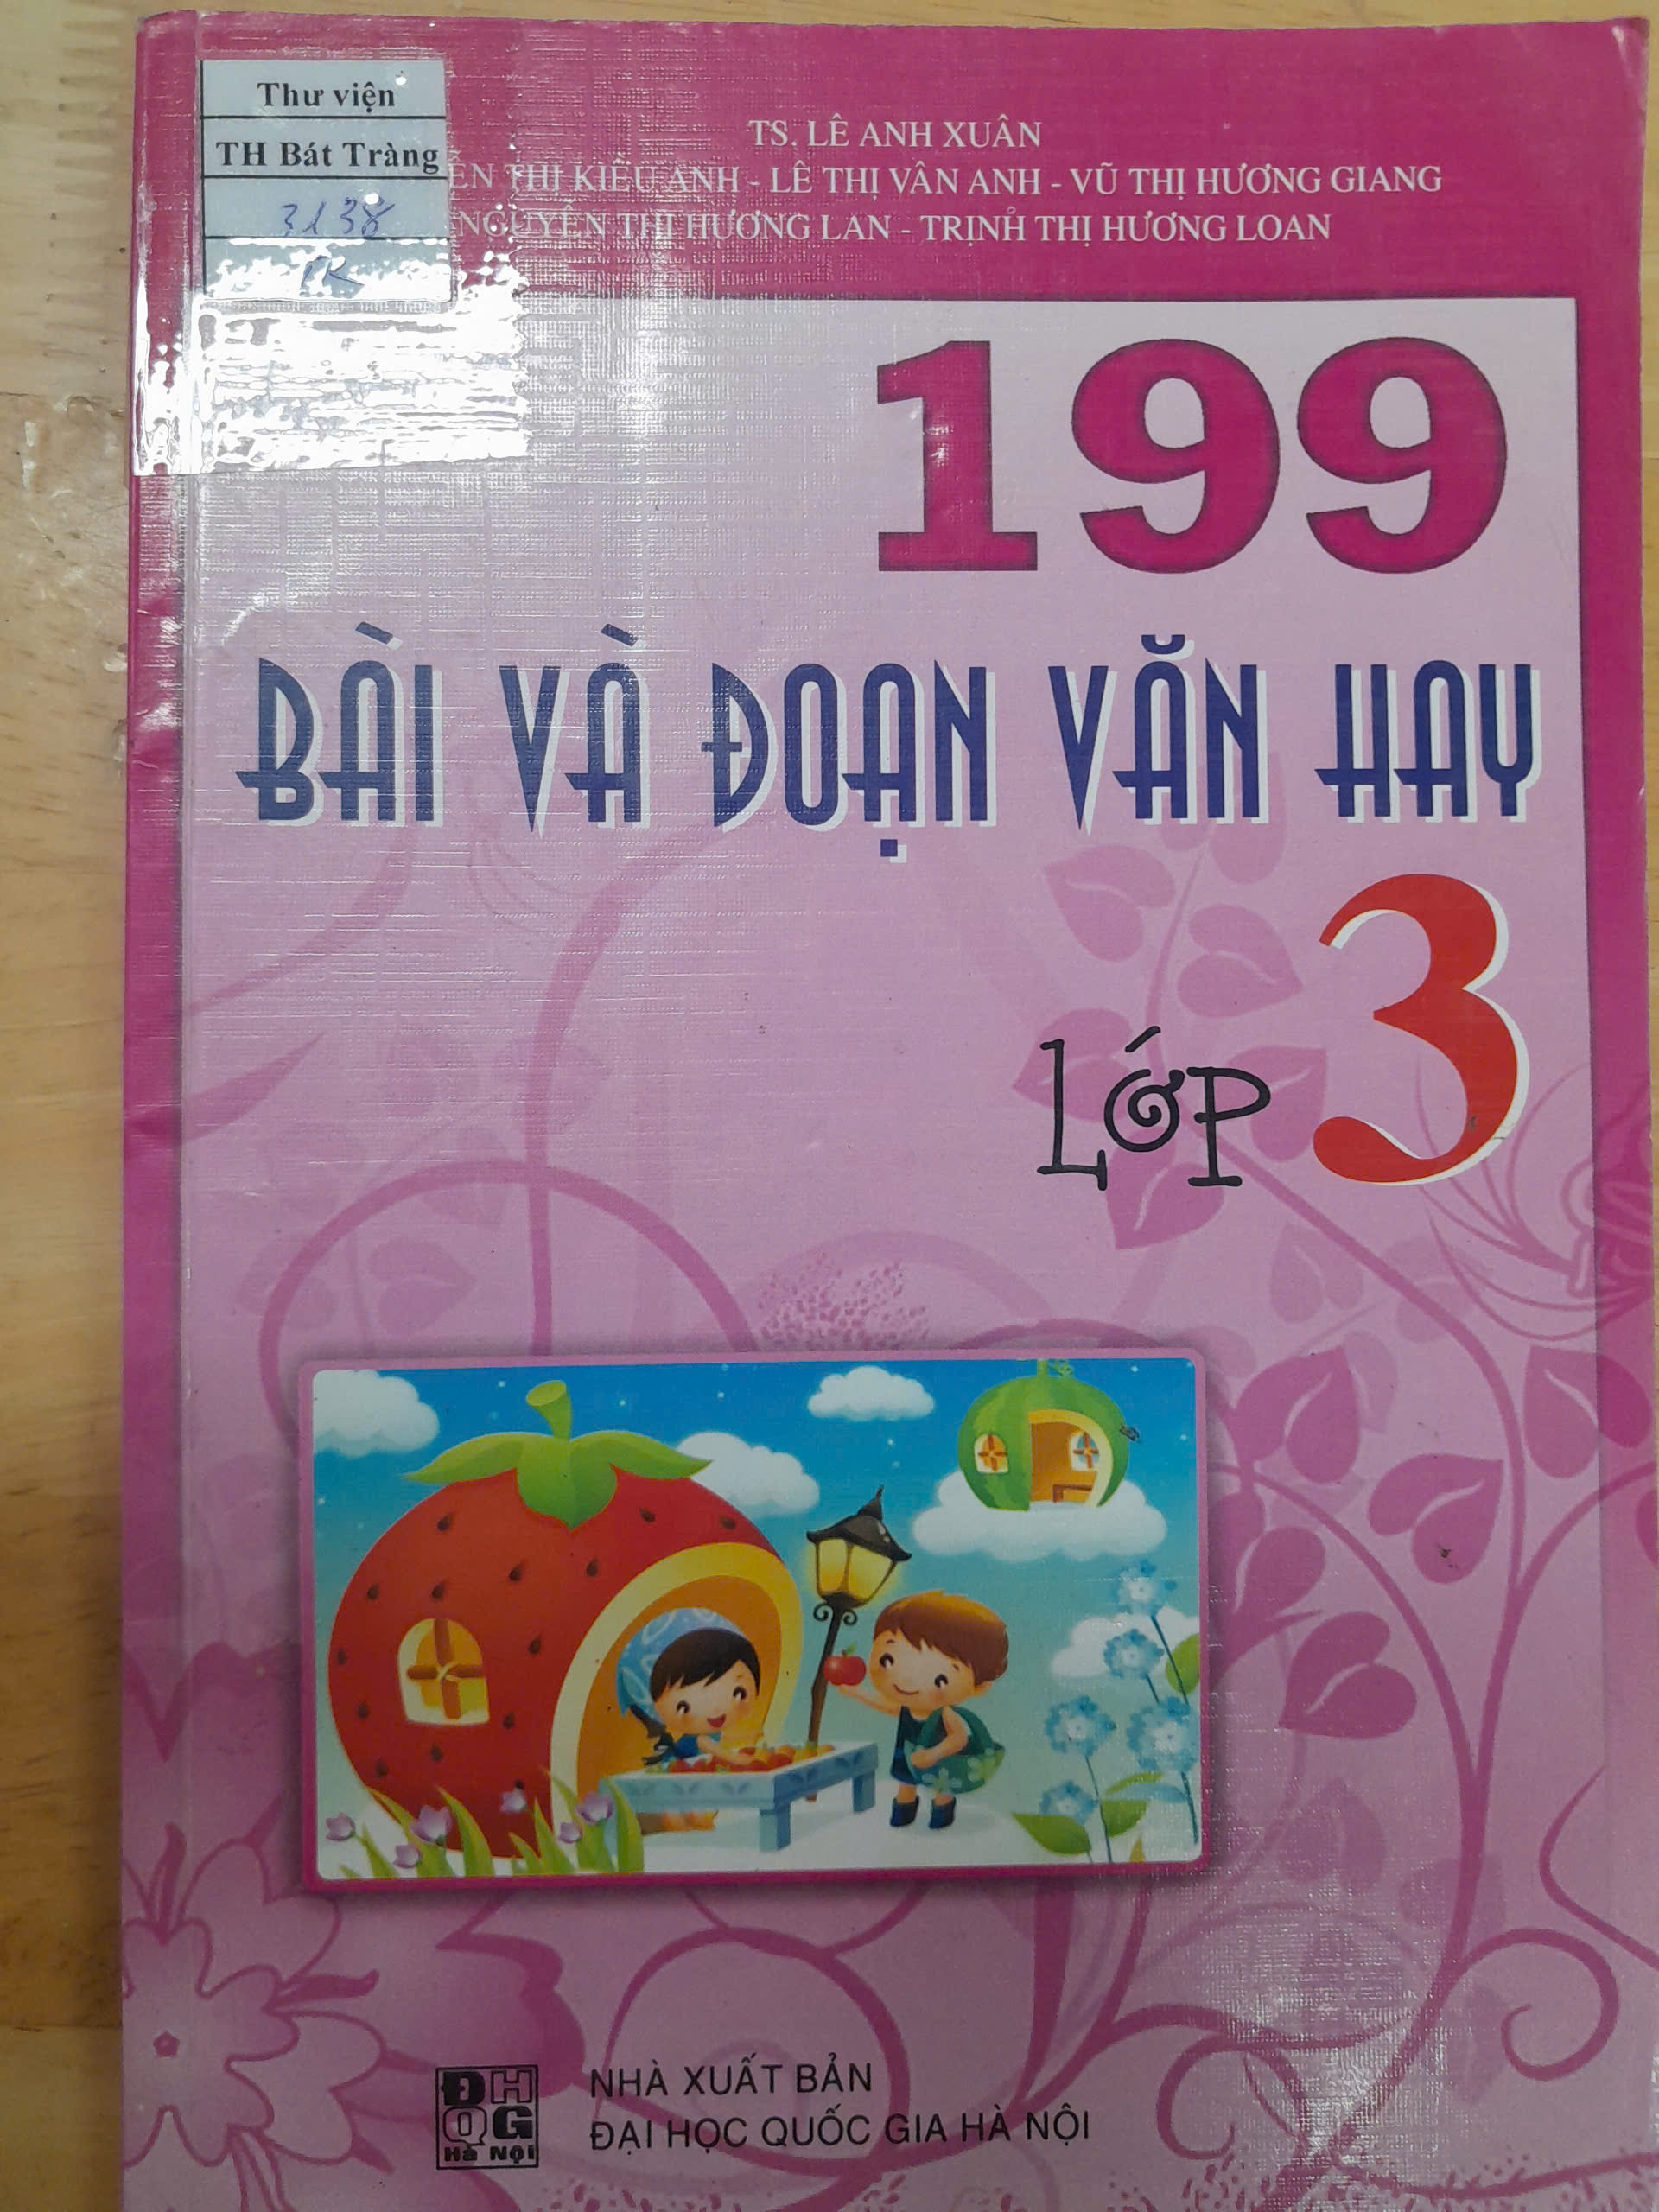 Thư viện
TH Bát Tràng
3138
TK
TS. LÊ ANH XUÂN
THỊ KIỀU ANH - LÊ THỊ VÂN ANH - VŨ THỊ HƯƠNG GIANG
NGUYỄN THỊ HƯƠNG LAN - TRỊNH THỊ HƯƠNG LOAN
199
BÀI VÀ ĐOẠN VĂN HAY
LỚP 3
ĐH
QG
Hà Nội
NHÀ XUẤT BẢN
ĐẠI HỌC QUỐC GIA HÀ NỘI